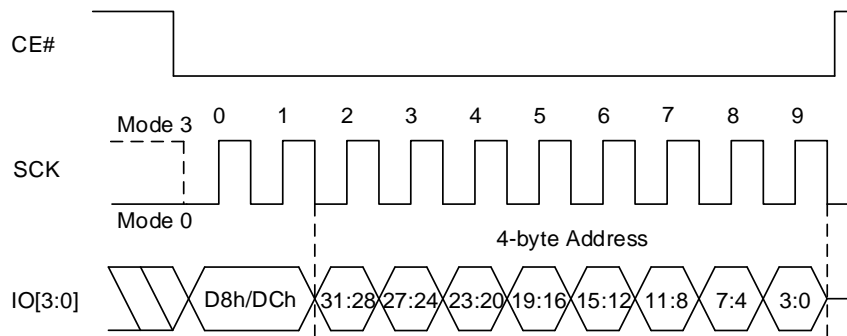 CE#
0 1 2 3 4 5 6 7 8 9
Mode 3
SCK
Mode 0
4-byte Address
IO[3:0] D8h/DCh 31:28 27:24 23:20 19:16 15:12 11:8 7:4 3:0